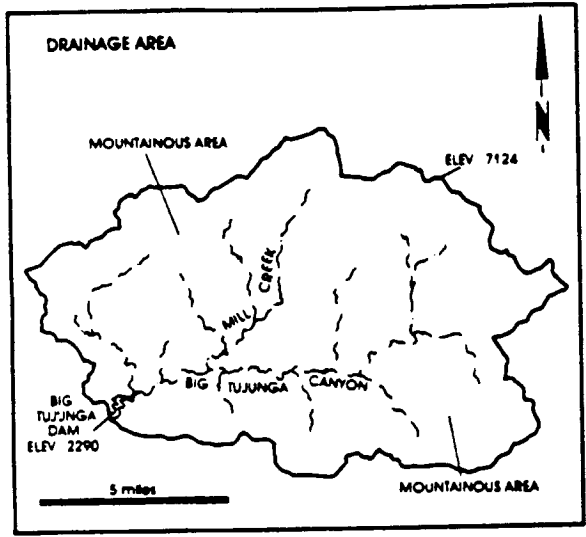 DRAINAGE AREA
N
MOUNTAINOUS AREA
ELEV 7124
MILL CREEK
BIG TUJUNGA CANYON
BIG
TUJUNGA
DAM
ELEV 2290
5 miles
MOUNTAINOUS AREA